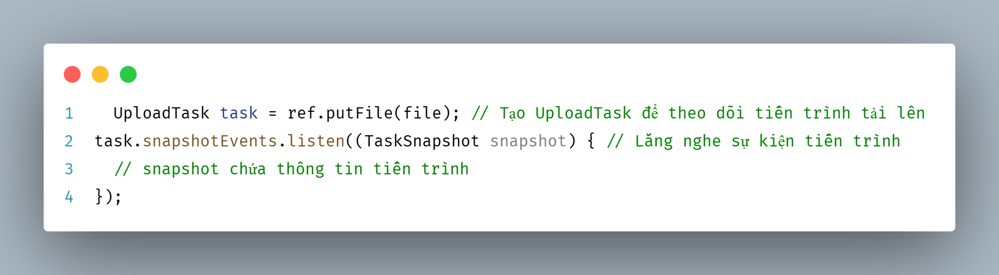 1 UploadTask task = ref.putFile(file); // Tạo UploadTask để theo dõi tiến trình tải lên
2 task.snapshotEvents.listen((TaskSnapshot snapshot) { // Lắng nghe sự kiện tiến trình
3 // snapshot chứa thông tin tiến trình
4 });